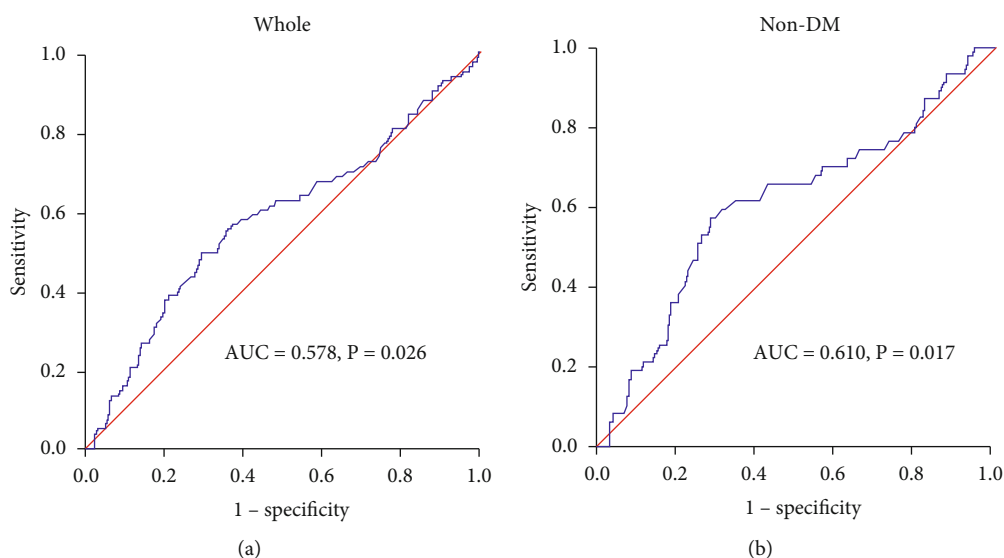 Whole
1.0
0.8
0.6
0.4
0.2
0.0
Sensitivity
AUC = 0.578, P = 0.026
0.0 0.2 0.4 0.6 0.8 1.0
1 – specificity
(a)
Non-DM
1.0
0.8
0.6
0.4
0.2
0.0
Sensitivity
AUC = 0.610, P = 0.017
0.0 0.2 0.4 0.6 0.8 1.0
1 – specificity
(b)